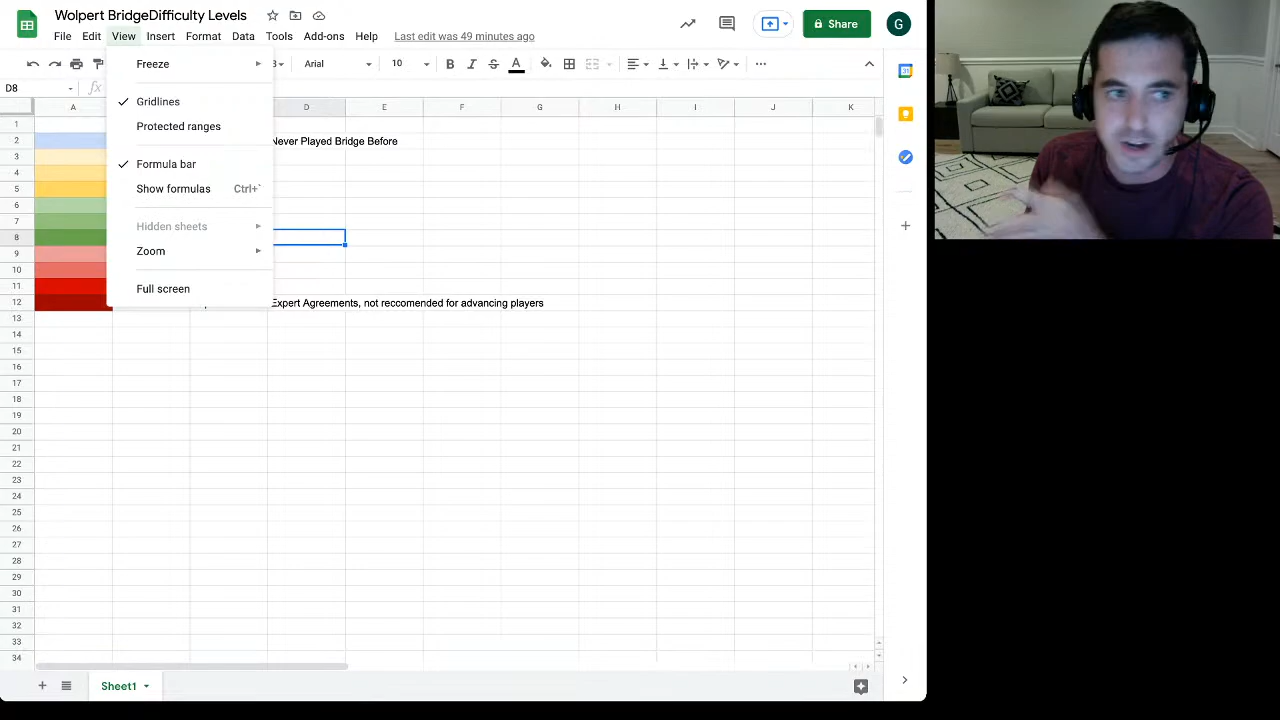 Wolpert BridgeDifficulty Levels
File Edit Insert Format Data Tools Add-ons Help Last edit was 49 minutes ago
Share
G
Arial 10
D8 fx
Freeze
Gridlines
Protected ranges
Formula bar
Show formulas Ctrl+`
Hidden sheets
Zoom
Full screen
A D E F G H I J K
1
2 Never Played Bridge Before
3
4
5
6
7
8
9
10
11
12 Expert Agreements, not reccomended for advancing players
13
14
15
16
17
18
19
20
21
22
23
24
25
26
27
28
29
30
31
32
33
34
Sheet1
31